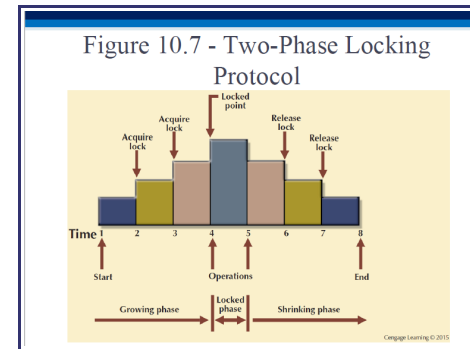 Figure 10.7 - Two-Phase Locking
Protocol
Locked
point
Acquire
lock
Release
lock
Acquire
lock
Release
lock
Time 1 2 3 4 5 6 7 8
Start
Operations
End
Growing phase
Locked
phase
Shrinking phase
Cengage Learning © 2015